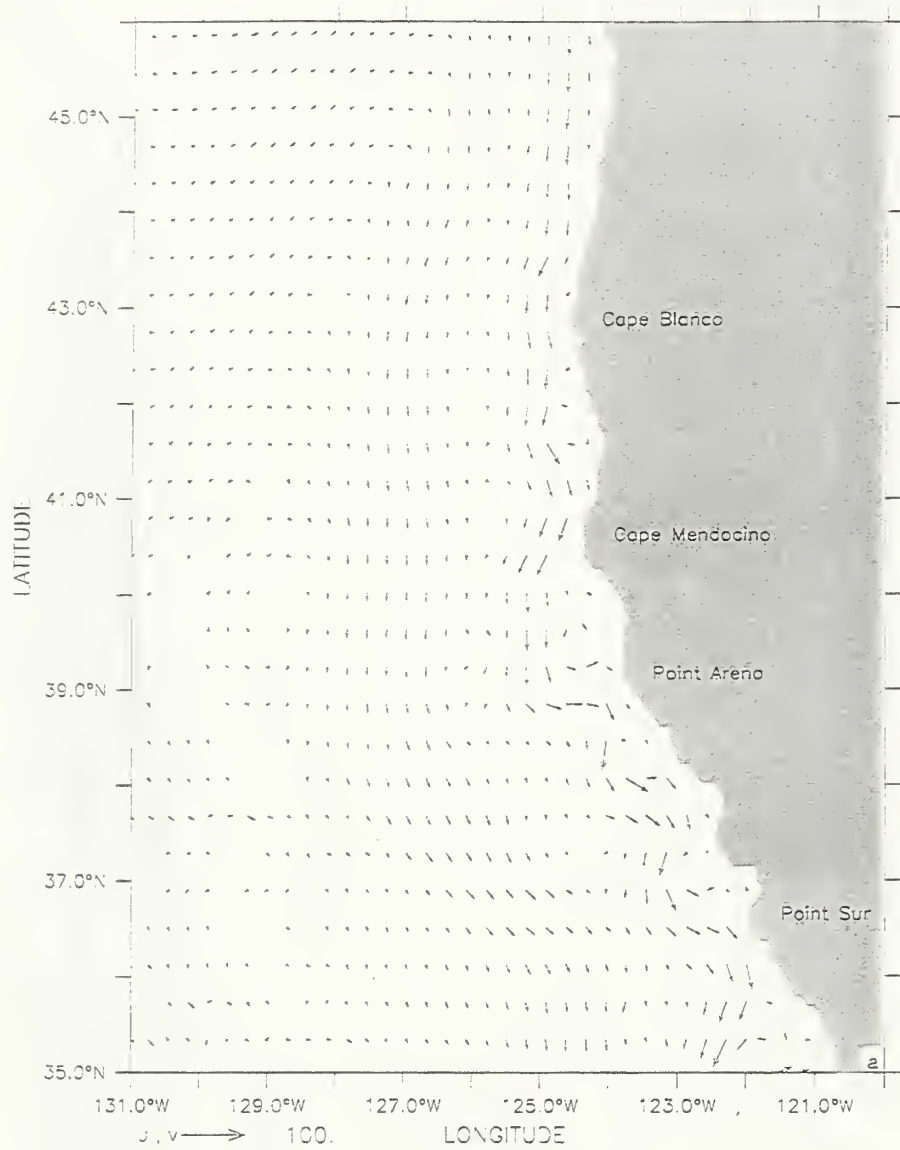 45.0°N
43.0°N
Cape Blanco
41.0°N
LATITUDE
Cape Mendocino
39.0°N
Point Arena
37.0°N
Point Sur
a
35.0°N
131.0°W 129.0°W 127.0°W 125.0°W 123.0°W 121.0°W
100. LONGITUDE